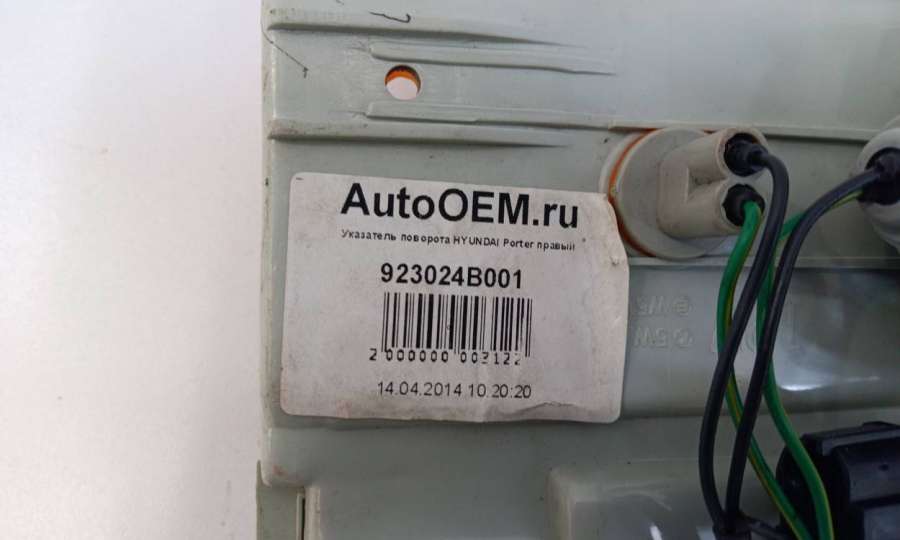 AutoOEM.ru
Указатель поворота HYUNDAI Porter правый
923024B001
2 000000 003122
14.04.2014 10:20:20